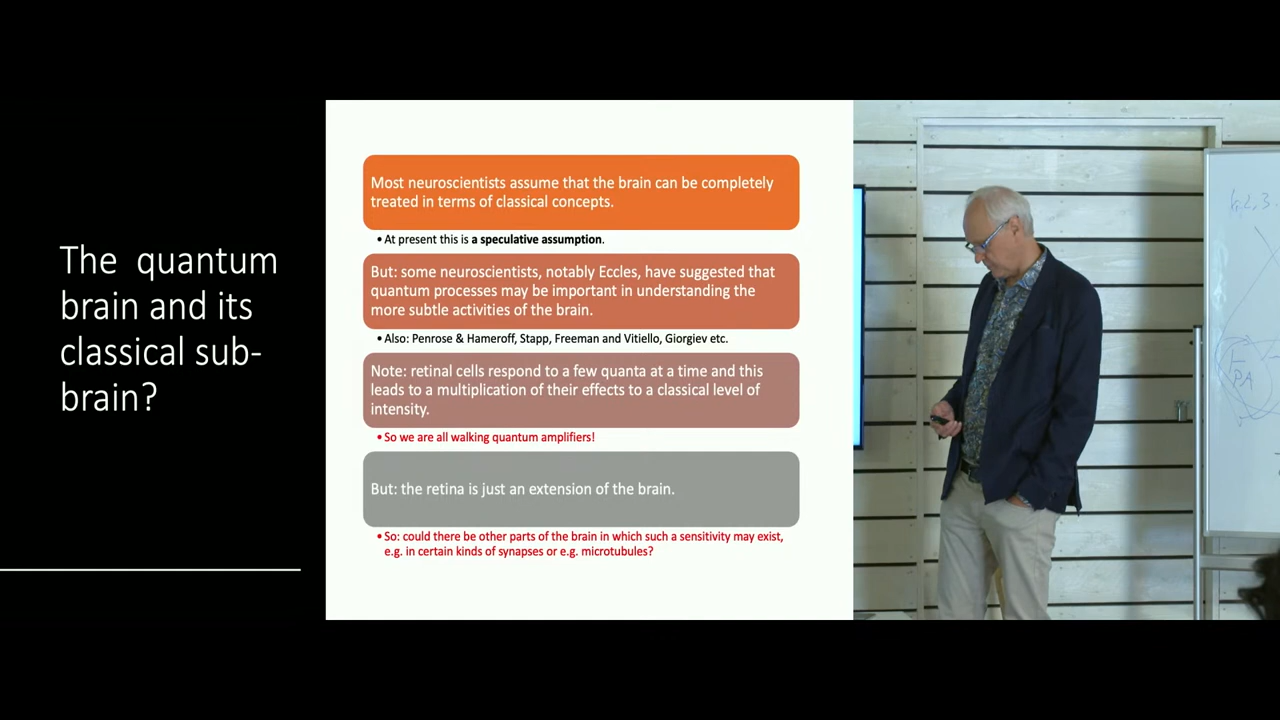 The quantum
brain and its
classical sub-
brain?
Most neuroscientists assume that the brain can be completely
treated in terms of classical concepts.
• At present this is a speculative assumption.
But: some neuroscientists, notably Eccles, have suggested that
quantum processes may be important in understanding the
more subtle activities of the brain.
• Also: Penrose & Hameroff, Stapp, Freeman and Vitiello, Giorgiev etc.
Note: retinal cells respond to a few quanta at a time and this
leads to a multiplication of their effects to a classical level of
intensity.
• So we are all walking quantum amplifiers!
But: the retina is just an extension of the brain.
• So: could there be other parts of the brain in which such a sensitivity may exist,
e.g. in certain kinds of synapses or e.g. microtubules?
PA